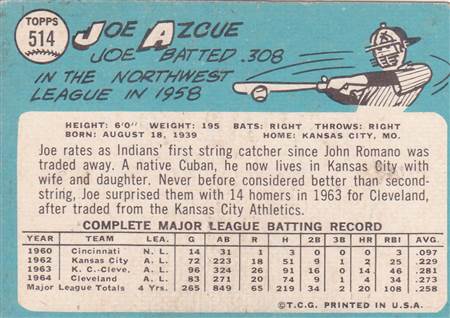 TOPPS
514
JOE AZCUE
JOE BATTED .308
IN THE NORTHWEST
LEAGUE IN 1958
HEIGHT: 6'0" WEIGHT: 195 BATS: RIGHT THROWS: RIGHT
BORN: AUGUST 18, 1939 HOME: KANSAS CITY, MO.
Joe rates as Indians' first string catcher since John Romano
was traded away. A native Cuban, he now lives in Kansas City with
wife and daughter. Never before considered better than second-
string, Joe surprised them with 14 homers in 1963 for Cleveland,
after traded from the Kansas City Athletics.
COMPLETE MAJOR LEAGUE BATTING RECORD
YEAR TEAM LEA. G AB R H 2B 3B HR RBI AVG.
1960 Cincinnati N. L. 14 31 1 3 0 0 0 3 .097
1962 Kansas City A. L. 72 223 18 51 9 1 2 25 .229
1963 K. C.-Cleve. A. L. 96 324 26 91 16 0 14 46 .281
1964 Cleveland A. L. 83 271 20 74 9 1 4 34 .273
Major League Totals 4 Yrs. 265 849 65 219 34 2 20 108 .258
©T.C.G. PRINTED IN U.S.A.